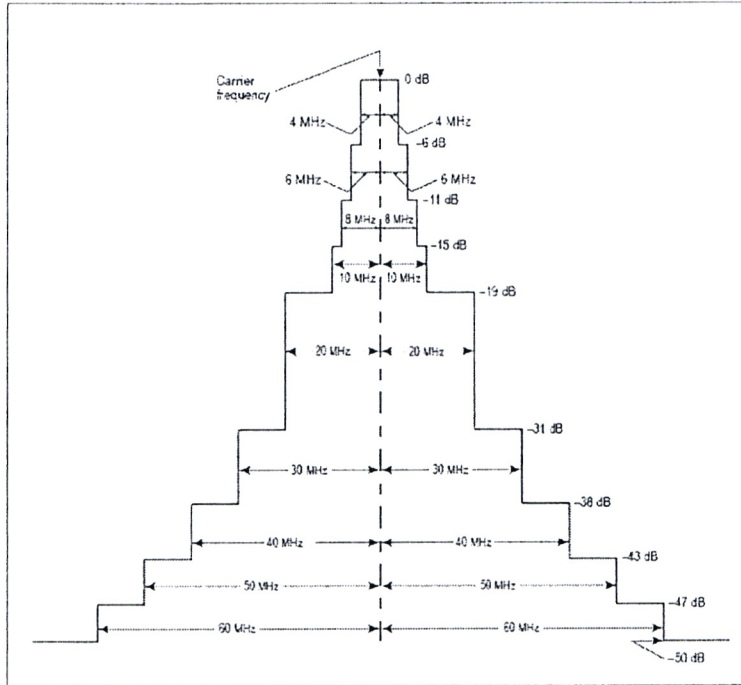 Carrier
frequency
0 dB
4 MHz 4 MHz
–6 dB
6 MHz 6 MHz
–11 dB
8 MHz 8 MHz
–15 dB
10 MHz 10 MHz
–19 dB
20 MHz 20 MHz
–31 dB
30 MHz 30 MHz
–38 dB
40 MHz 40 MHz
–43 dB
50 MHz 50 MHz
–47 dB
60 MHz 60 MHz
–50 dB